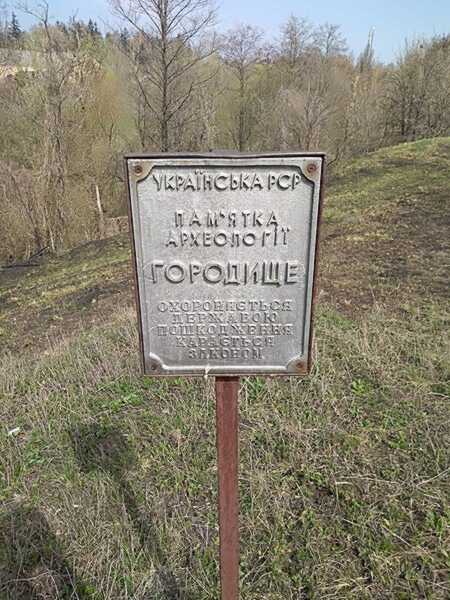 УКРАЇНСЬКА РСР
ПАМ'ЯТКА
АРХЕОЛОГІЇ
ГОРОДИЩЕ
ОХОРОНЯЄТЬСЯ
ДЕРЖАВОЮ
ПОШКОДЖЕННЯ
КАРАЄТЬСЯ
ЗАКОНОМ